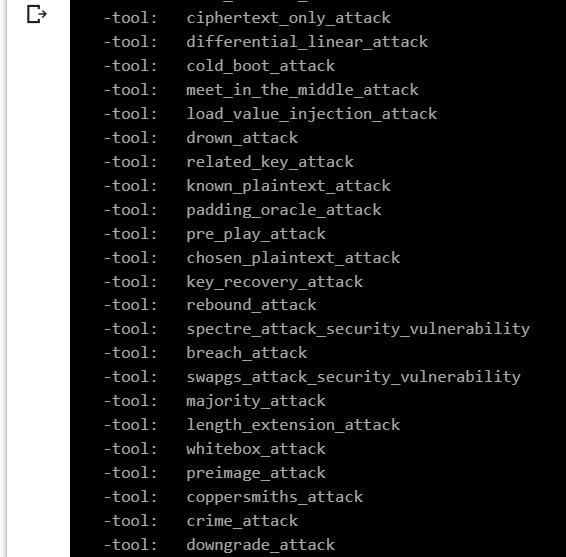 -tool: ciphertext_only_attack
-tool: differential_linear_attack
-tool: cold_boot_attack
-tool: meet_in_the_middle_attack
-tool: load_value_injection_attack
-tool: drown_attack
-tool: related_key_attack
-tool: known_plaintext_attack
-tool: padding_oracle_attack
-tool: pre_play_attack
-tool: chosen_plaintext_attack
-tool: key_recovery_attack
-tool: rebound_attack
-tool: spectre_attack_security_vulnerability
-tool: breach_attack
-tool: swapgs_attack_security_vulnerability
-tool: majority_attack
-tool: length_extension_attack
-tool: whitebox_attack
-tool: preimage_attack
-tool: coppersmiths_attack
-tool: crime_attack
-tool: downgrade_attack